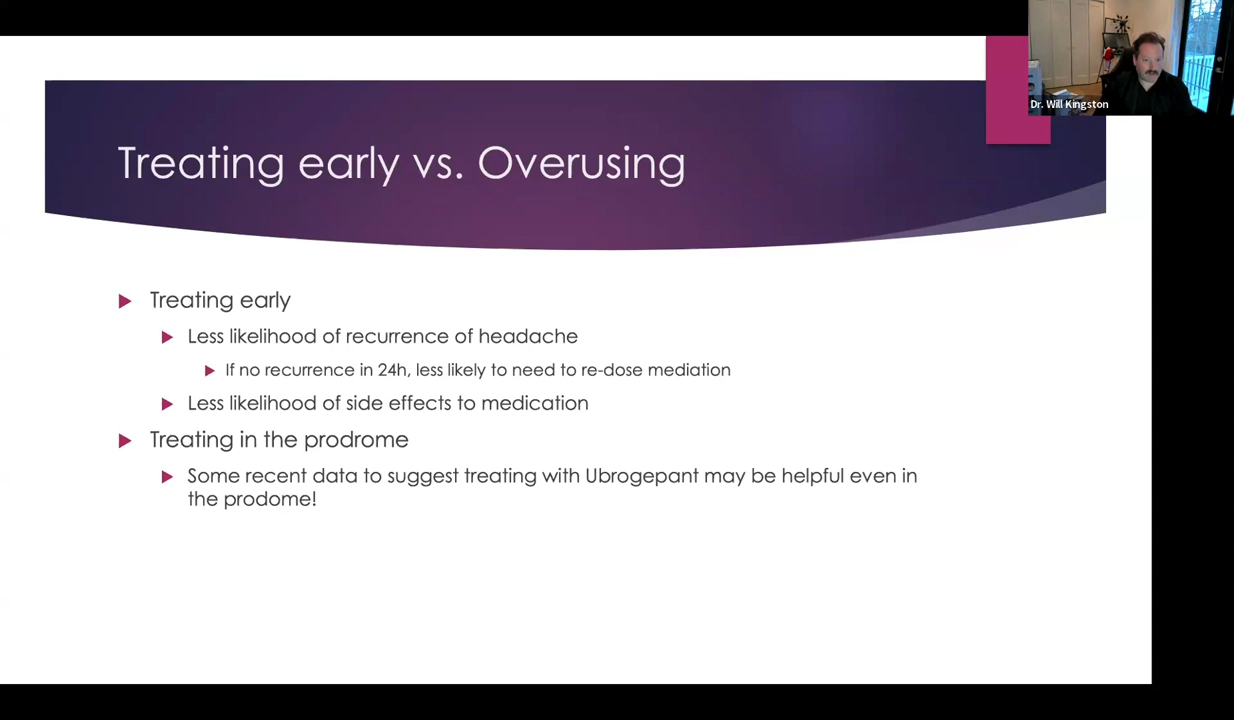 Dr. Will Kingston
Treating early vs. Overusing
Treating early
Less likelihood of recurrence of headache
If no recurrence in 24h, less likely to need to re-dose mediation
Less likelihood of side effects to medication
Treating in the prodrome
Some recent data to suggest treating with Ubrogepant may be helpful even in
the prodome!